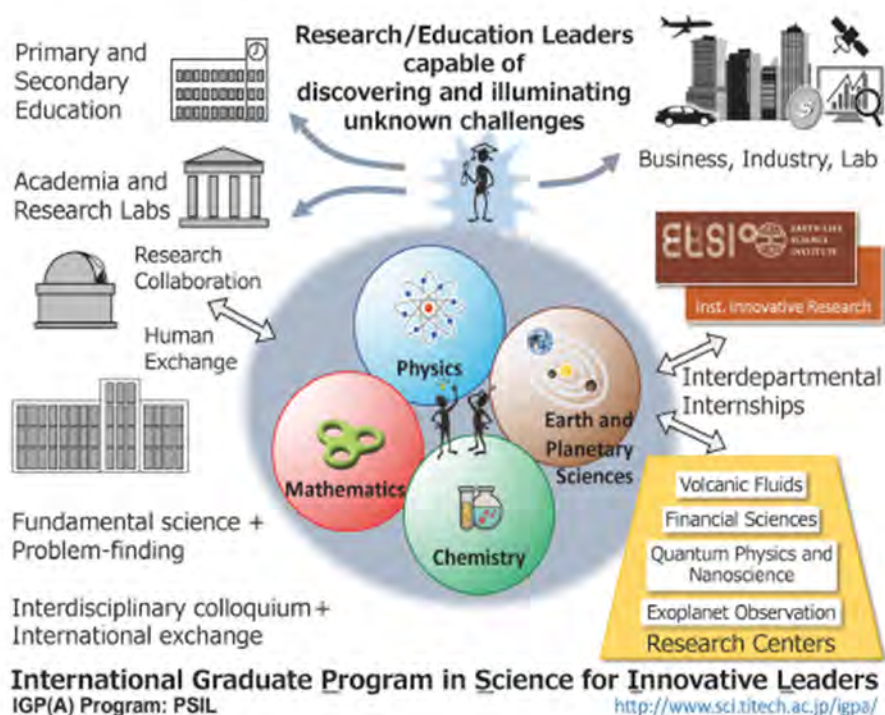 Primary and
Secondary
Education
Research/Education Leaders
capable of
discovering and illuminating
unknown challenges
Business, Industry, Lab
Academia and
Research Labs
ELSI
EARTH-LIFE
SCIENCE
INSTITUTE
Inst. Innovative Research
Research
Collaboration
Human
Exchange
Physics
Earth and
Planetary
Sciences
Mathematics
Chemistry
Interdepartmental
Internships
Volcanic Fluids
Financial Sciences
Quantum Physics and
Nanoscience
Exoplanet Observation
Research Centers
Fundamental science +
Problem-finding
Interdisciplinary colloquium +
International exchange
International Graduate Program in Science for Innovative Leaders
IGP(A) Program: PSIL
http://www.sci.titech.ac.jp/igpa/